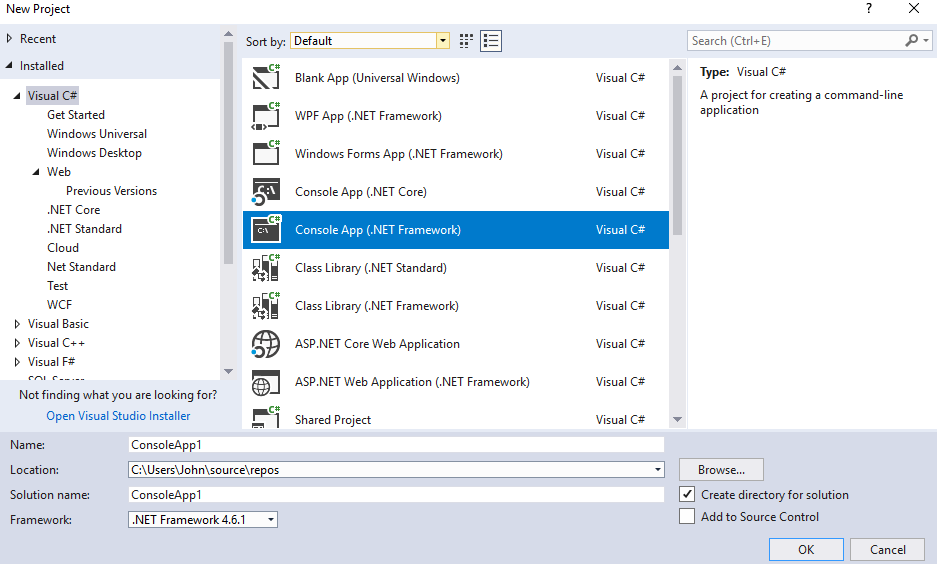 New Project
?
Recent
Installed
Visual C#
Get Started
Windows Universal
Windows Desktop
Web
Previous Versions
.NET Core
.NET Standard
Cloud
Net Standard
Test
WCF
Visual Basic
Visual C++
Visual F#
SQL Server
Not finding what you are looking for?
Open Visual Studio Installer
Sort by: Default
Blank App (Universal Windows) Visual C#
WPF App (.NET Framework) Visual C#
Windows Forms App (.NET Framework) Visual C#
Console App (.NET Core) Visual C#
Console App (.NET Framework) Visual C#
Class Library (.NET Standard) Visual C#
Class Library (.NET Framework) Visual C#
ASP.NET Core Web Application Visual C#
ASP.NET Web Application (.NET Framework) Visual C#
Shared Project Visual C#
Search (Ctrl+E)
Type: Visual C#
A project for creating a command-line
application
Name: ConsoleApp1
Location: C:\Users\John\source\repos
Browse...
Solution name: ConsoleApp1
Create directory for solution
Framework: .NET Framework 4.6.1
Add to Source Control
OK Cancel